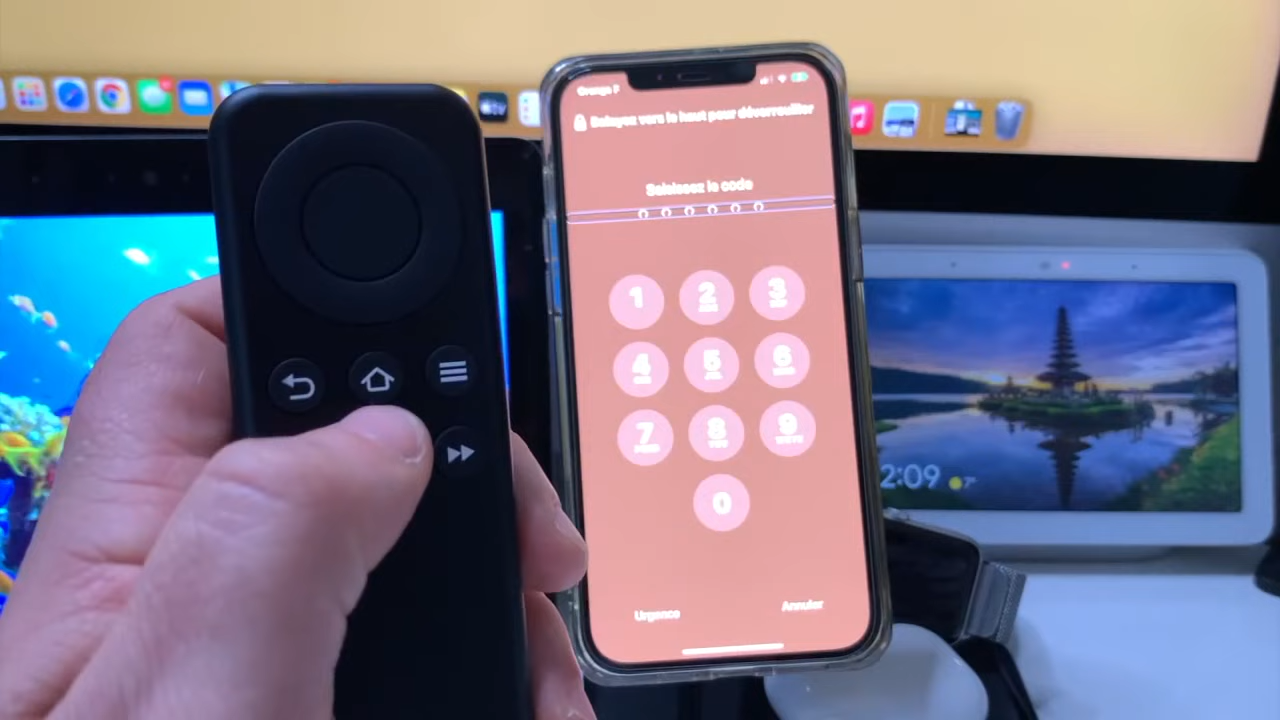 Orange F
Balayez vers le haut pour déverrouiller
Saisissez le code
1
2
3
4
5
6
7
8
9
0
Urgence
Annuler
2:09